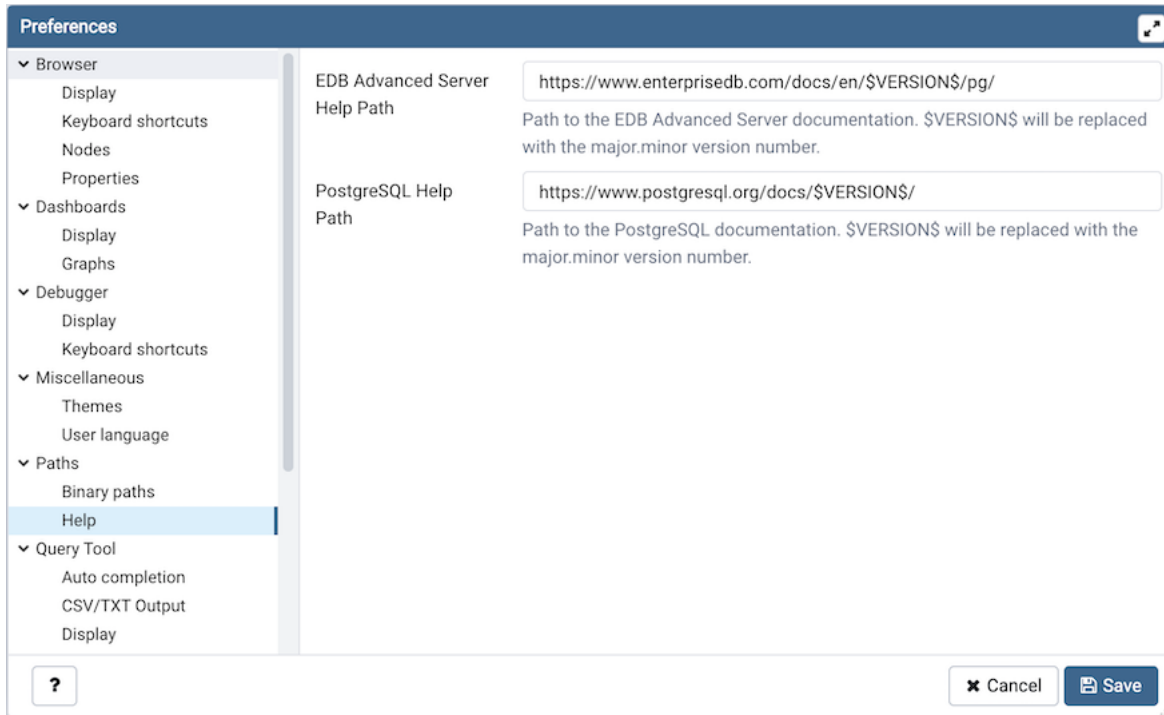 Preferences
Browser
Display
Keyboard shortcuts
Nodes
Properties
Dashboards
Display
Graphs
Debugger
Display
Keyboard shortcuts
Miscellaneous
Themes
User language
Paths
Binary paths
Help
Query Tool
Auto completion
CSV/TXT Output
Display
EDB Advanced Server
Help Path
https://www.enterprisedb.com/docs/en/$VERSION$/pg/
Path to the EDB Advanced Server documentation. $VERSION$ will be replaced
with the major.minor version number.
PostgreSQL Help
Path
https://www.postgresql.org/docs/$VERSION$/
Path to the PostgreSQL documentation. $VERSION$ will be replaced with the
major.minor version number.
?
Cancel
Save